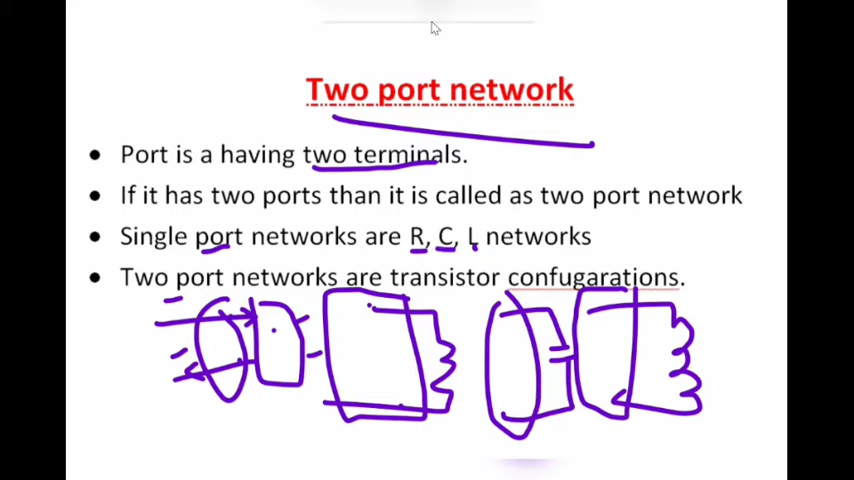 Two port network
Port is a having two terminals.
If it has two ports than it is called as two port network
Single port networks are R, C, L networks
Two port networks are transistor confugarations.